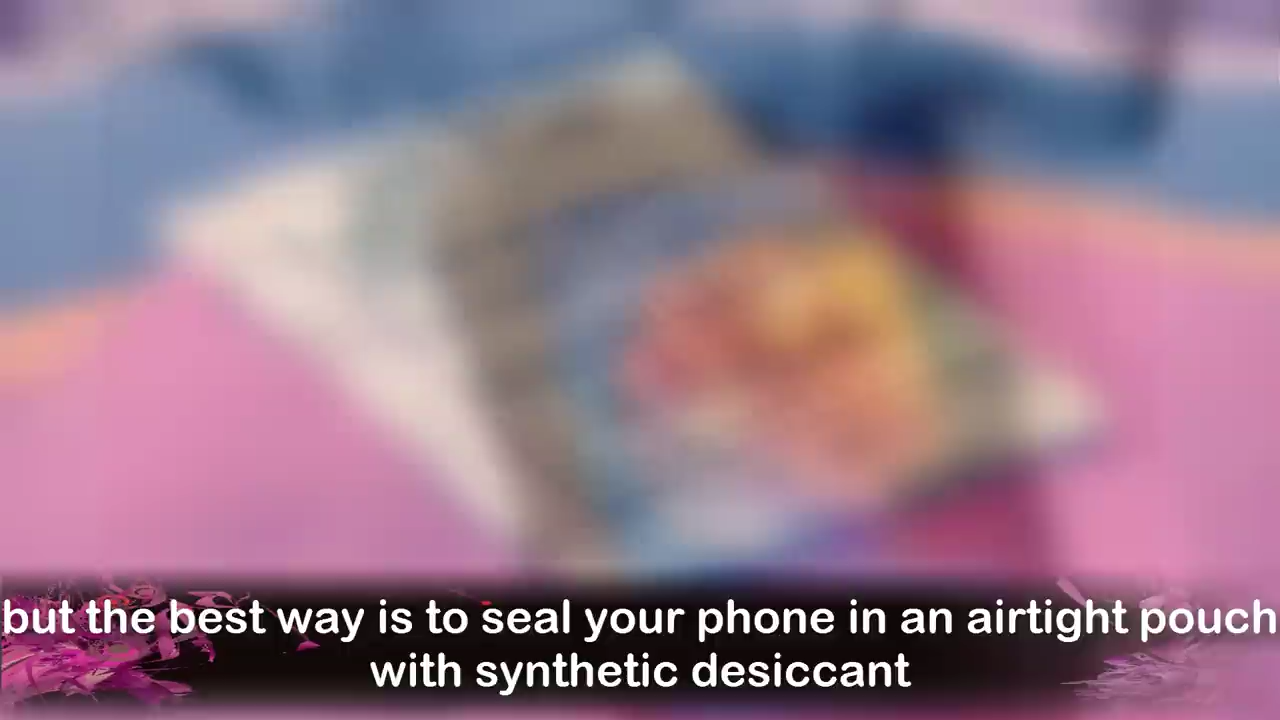 but the best way is to seal your phone in an airtight pouch
with synthetic desiccant